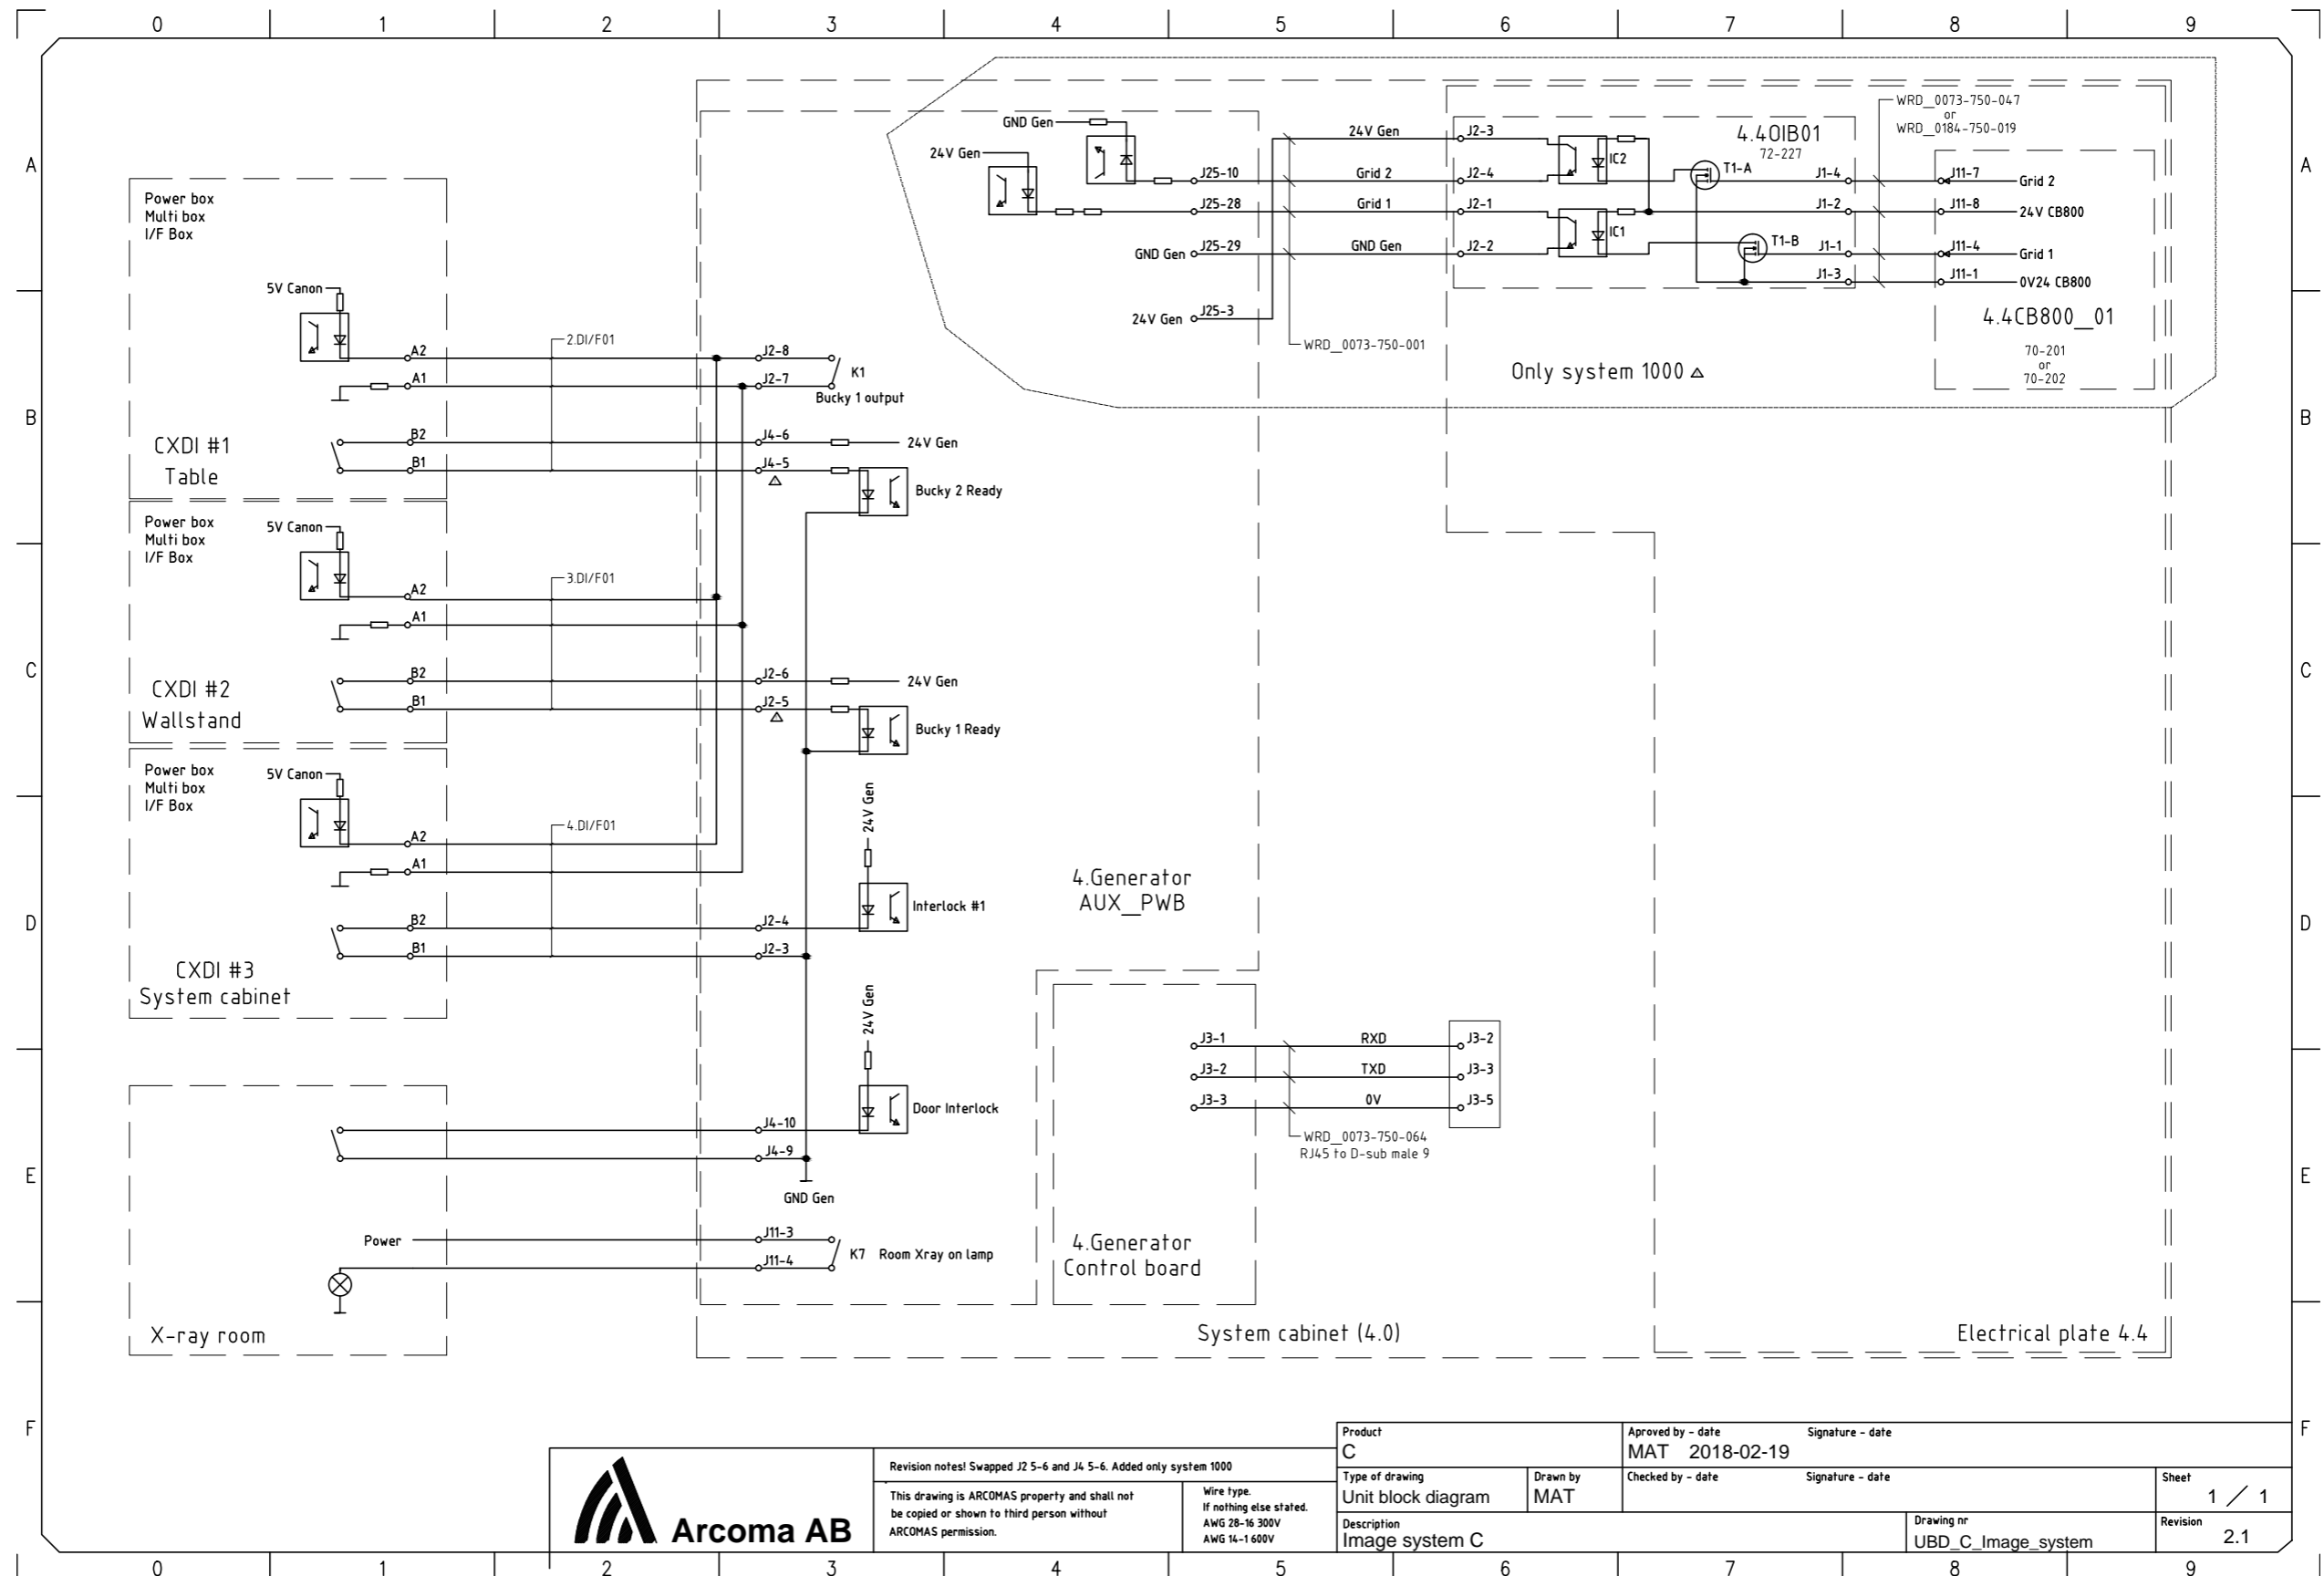 0 1 2 3 4 5 6 7 8 9
A
B
C
D
E
F
A
B
C
D
E
F
Power box
Multi box
I/F Box
5V Canon
A2
A1
B2
B1
CXDI #1
Table
2.DI/F01
Power box
Multi box
I/F Box
5V Canon
A2
A1
B2
B1
CXDI #2
Wallstand
3.DI/F01
Power box
Multi box
I/F Box
5V Canon
A2
A1
B2
B1
CXDI #3
System cabinet
4.DI/F01
Power
X-ray room
J2-8
J2-7
K1
Bucky 1 output
J4-6
24V Gen
J4-5
Bucky 2 Ready
J2-6
24V Gen
J2-5
Bucky 1 Ready
24V Gen
J2-4
Interlock #1
J2-3
24V Gen
Door Interlock
J4-10
J4-9
GND Gen
J11-3
J11-4
K7 Room Xray on lamp
4.Generator
AUX_PWB
4.Generator
Control board
J3-1 RXD J3-2
J3-2 TXD J3-3
J3-3 0V J3-5
WRD_0073-750-064
RJ45 to D-sub male 9
System cabinet (4.0)
Electrical plate 4.4
GND Gen
24V Gen
J25-10
J25-28
GND Gen J25-29
24V Gen J25-3
24V Gen
Grid 2
Grid 1
GND Gen
WRD_0073-750-001
J2-3
J2-4
J2-1
J2-2
IC2
IC1
4.4OIB01
72-227
T1-A
T1-B
J1-4
J1-2
J1-1
J1-3
WRD_0073-750-047
or
WRD_0184-750-019
J11-7 Grid 2
J11-8 24V CB800
J11-4 Grid 1
J11-1 0V24 CB800
4.4CB800_01
70-201
or
70-202
Only system 1000
Arcoma AB
Revision notes! Swapped J2 5-6 and J4 5-6. Added only system 1000
This drawing is ARCOMAS property and shall not
be copied or shown to third person without
ARCOMAS permission.
Wire type.
If nothing else stated.
AWG 28-16 300V
AWG 14-1 600V
Product
C
Aproved by - date Signature - date
MAT 2018-02-19
Type of drawing
Unit block diagram
Drawn by
MAT
Checked by - date Signature - date
Sheet
1 / 1
Description
Image system C
Drawing nr
UBD_C_Image_system
Revision
2.1
0 1 2 3 4 5 6 7 8 9